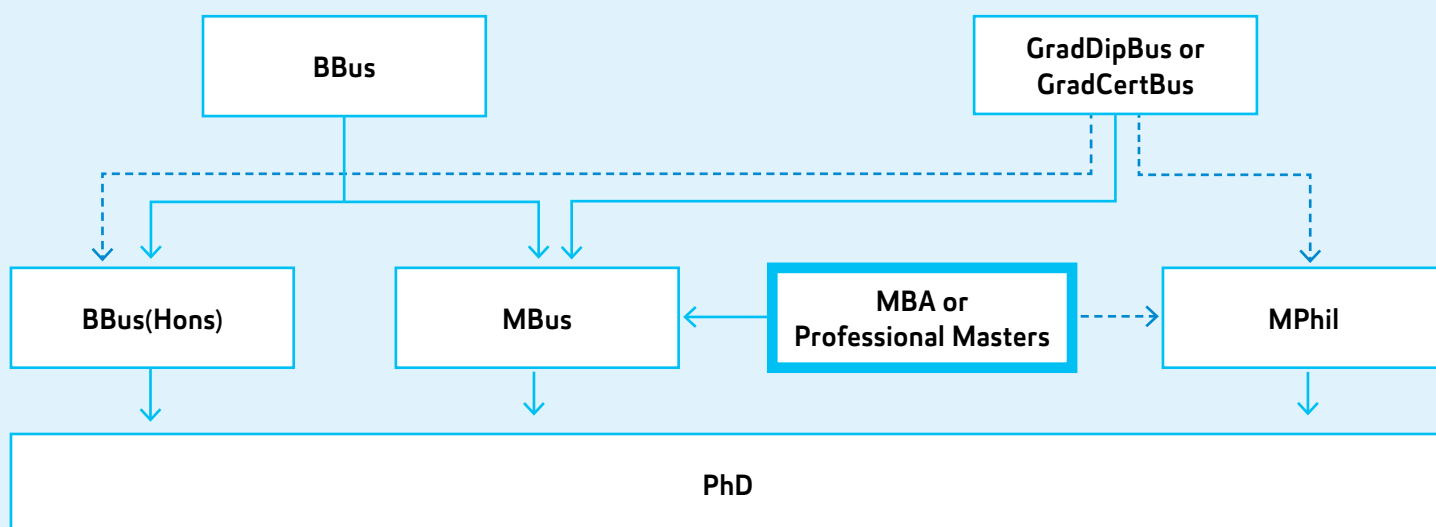 BBus
GradDipBus or
GradCertBus
BBus(Hons)
MBus
MBA or
Professional Masters
MPhil
PhD